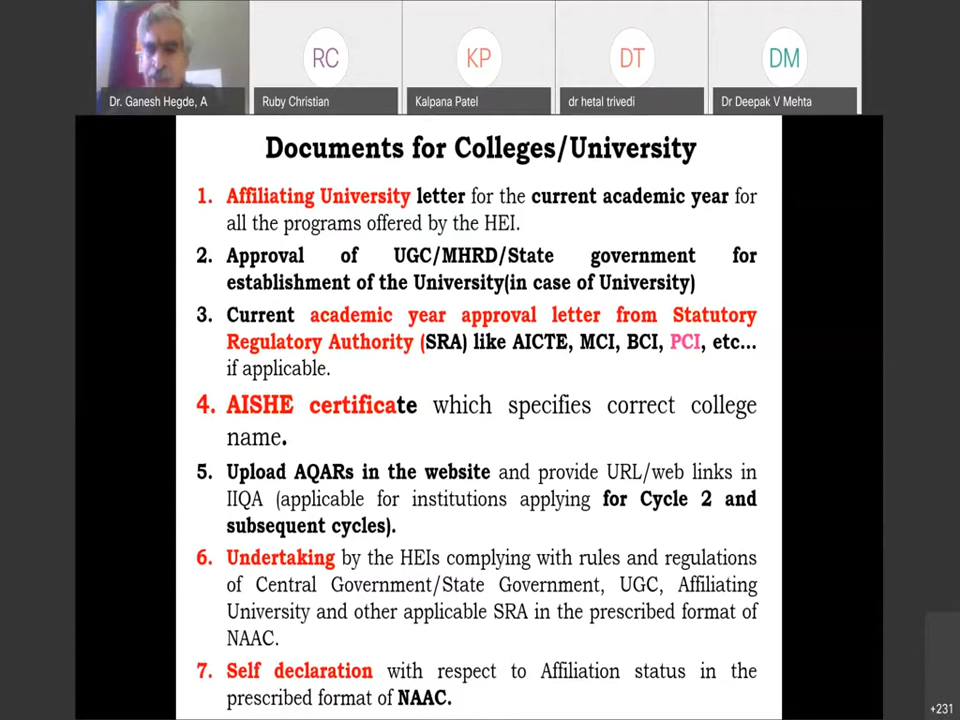 RC
KP
DT
DM
Dr. Ganesh Hegde, A
Ruby Christian
Kalpana Patel
dr hetal trivedi
Dr Deepak V Mehta
Documents for Colleges/University
1. Affiliating University letter for the current academic year for
all the programs offered by the HEI.
2. Approval of UGC/MHRD/State government for
establishment of the University(in case of University)
3. Current academic year approval letter from Statutory
Regulatory Authority (SRA) like AICTE, MCI, BCI, PCI, etc...
if applicable.
4. AISHE certificate which specifies correct college
name.
5. Upload AQARs in the website and provide URL/web links in
IIQA (applicable for institutions applying for Cycle 2 and
subsequent cycles).
6. Undertaking by the HEIs complying with rules and regulations
of Central Government/State Government, UGC, Affiliating
University and other applicable SRA in the prescribed format of
NAAC.
7. Self declaration with respect to Affiliation status in the
prescribed format of NAAC.
+231